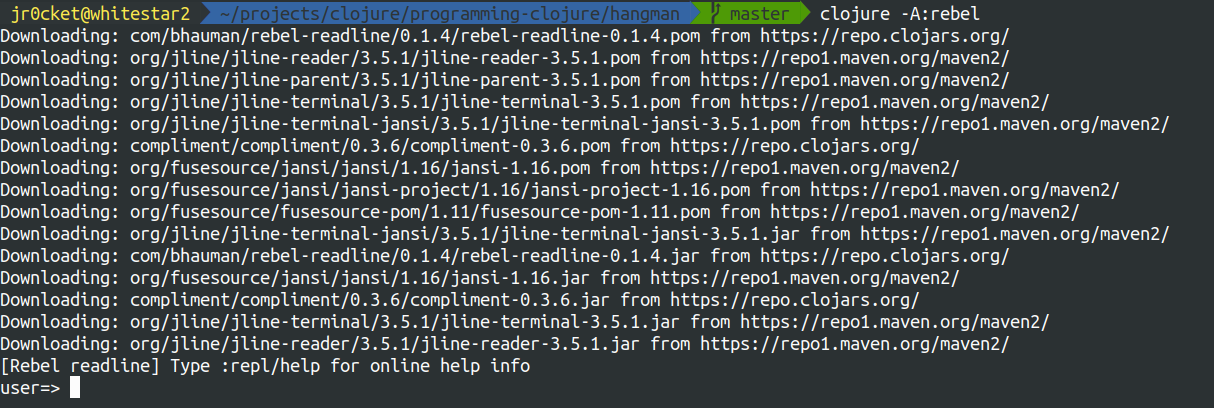 jr0cket@whitestar2 ~/projects/clojure/programming-clojure/hangman master clojure -A:rebel
Downloading: com/bhauman/rebel-readline/0.1.4/rebel-readline-0.1.4.pom from https://repo.clojars.org/
Downloading: org/jline/jline-reader/3.5.1/jline-reader-3.5.1.pom from https://repo1.maven.org/maven2/
Downloading: org/jline/jline-parent/3.5.1/jline-parent-3.5.1.pom from https://repo1.maven.org/maven2/
Downloading: org/jline/jline-terminal/3.5.1/jline-terminal-3.5.1.pom from https://repo1.maven.org/maven2/
Downloading: org/jline/jline-terminal-jansi/3.5.1/jline-terminal-jansi-3.5.1.pom from https://repo1.maven.org/maven2/
Downloading: compliment/compliment/0.3.6/compliment-0.3.6.pom from https://repo.clojars.org/
Downloading: org/fusesource/jansi/jansi/1.16/jansi-1.16.pom from https://repo1.maven.org/maven2/
Downloading: org/fusesource/jansi/jansi-project/1.16/jansi-project-1.16.pom from https://repo1.maven.org/maven2/
Downloading: org/fusesource/fusesource-pom/1.11/fusesource-pom-1.11.pom from https://repo1.maven.org/maven2/
Downloading: org/jline/jline-terminal-jansi/3.5.1/jline-terminal-jansi-3.5.1.jar from https://repo1.maven.org/maven2/
Downloading: com/bhauman/rebel-readline/0.1.4/rebel-readline-0.1.4.jar from https://repo.clojars.org/
Downloading: org/fusesource/jansi/jansi/1.16/jansi-1.16.jar from https://repo1.maven.org/maven2/
Downloading: compliment/compliment/0.3.6/compliment-0.3.6.jar from https://repo.clojars.org/
Downloading: org/jline/jline-terminal/3.5.1/jline-terminal-3.5.1.jar from https://repo1.maven.org/maven2/
Downloading: org/jline/jline-reader/3.5.1/jline-reader-3.5.1.jar from https://repo1.maven.org/maven2/
[Rebel readline] Type :repl/help for online help info
user=>